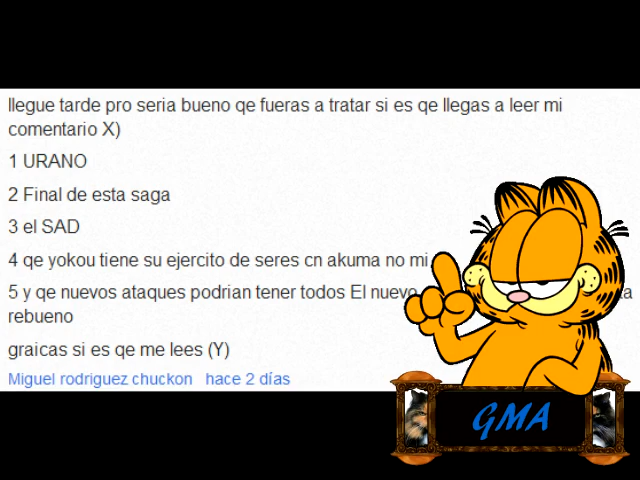 llegue tarde pro seria bueno qe fueras a tratar si es qe llegas a leer mi
comentario X)
1 URANO
2 Final de esta saga
3 el SAD
4 qe yokou tiene su ejercito de seres cn akuma no mi
5 y qe nuevos ataques podrian tener todos El nuevo
rebueno
graicas si es qe me lees (Y)
Miguel rodriguez chuckon hace 2 días
GMA